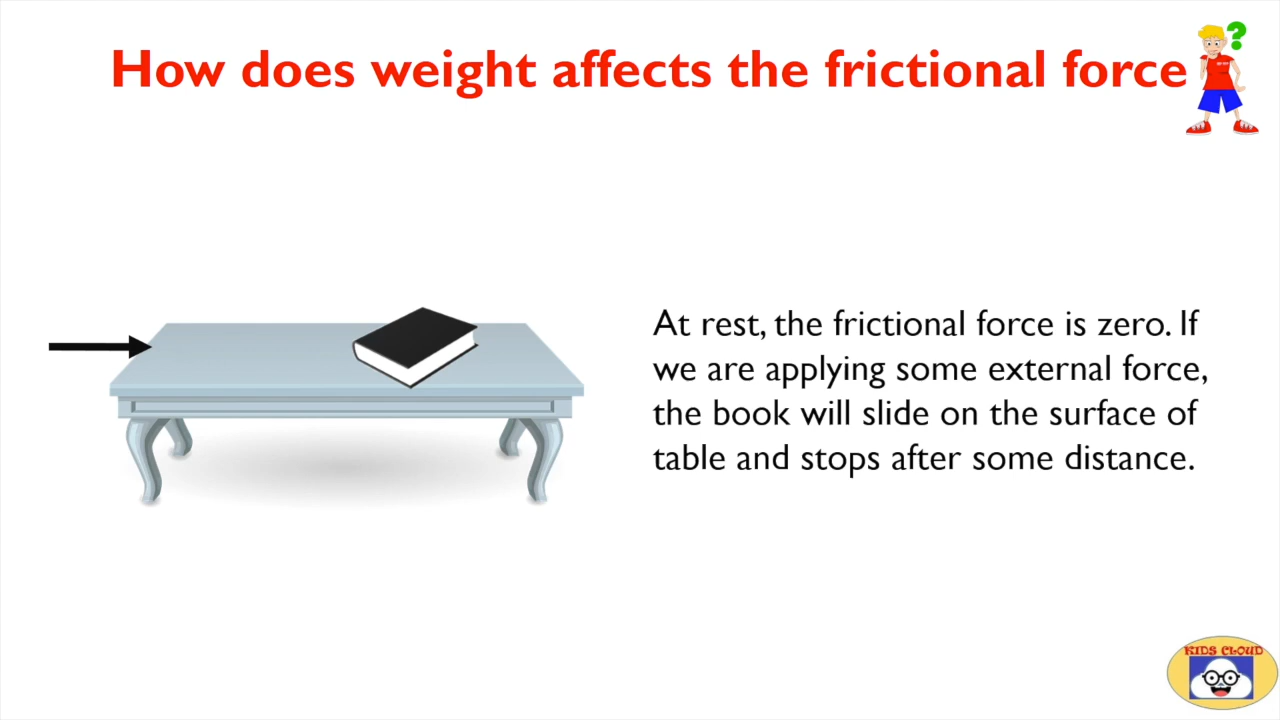 How does weight affects the frictional force
?
At rest, the frictional force is zero. If
we are applying some external force,
the book will slide on the surface of
table and stops after some distance.
KIDS CLOUD